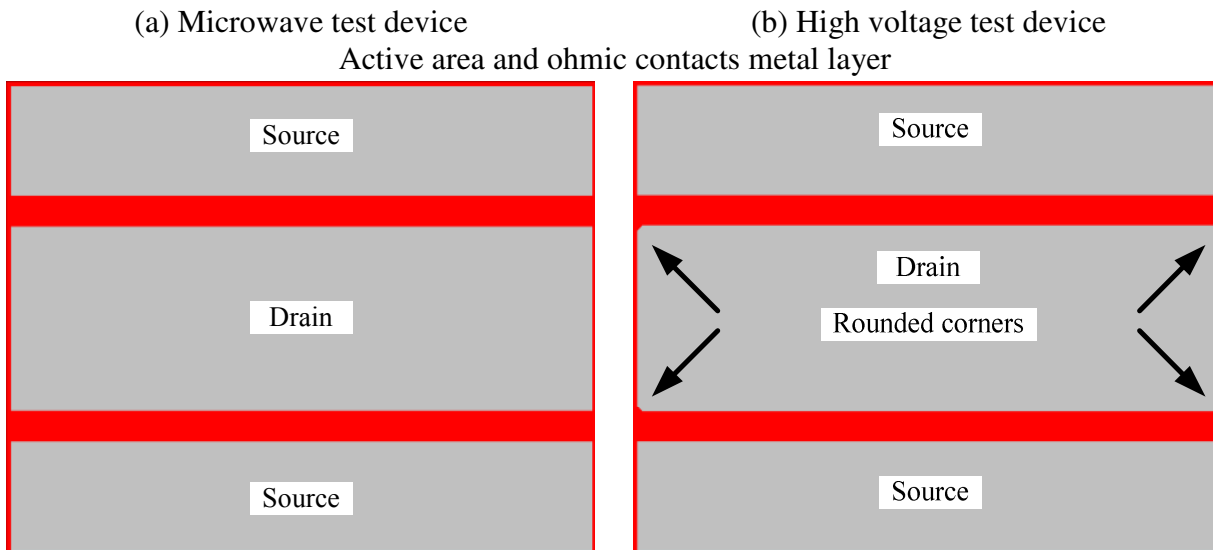 (a) Microwave test device
(b) High voltage test device
Active area and ohmic contacts metal layer
Source
Drain
Source
Source
Drain
Rounded corners
Source